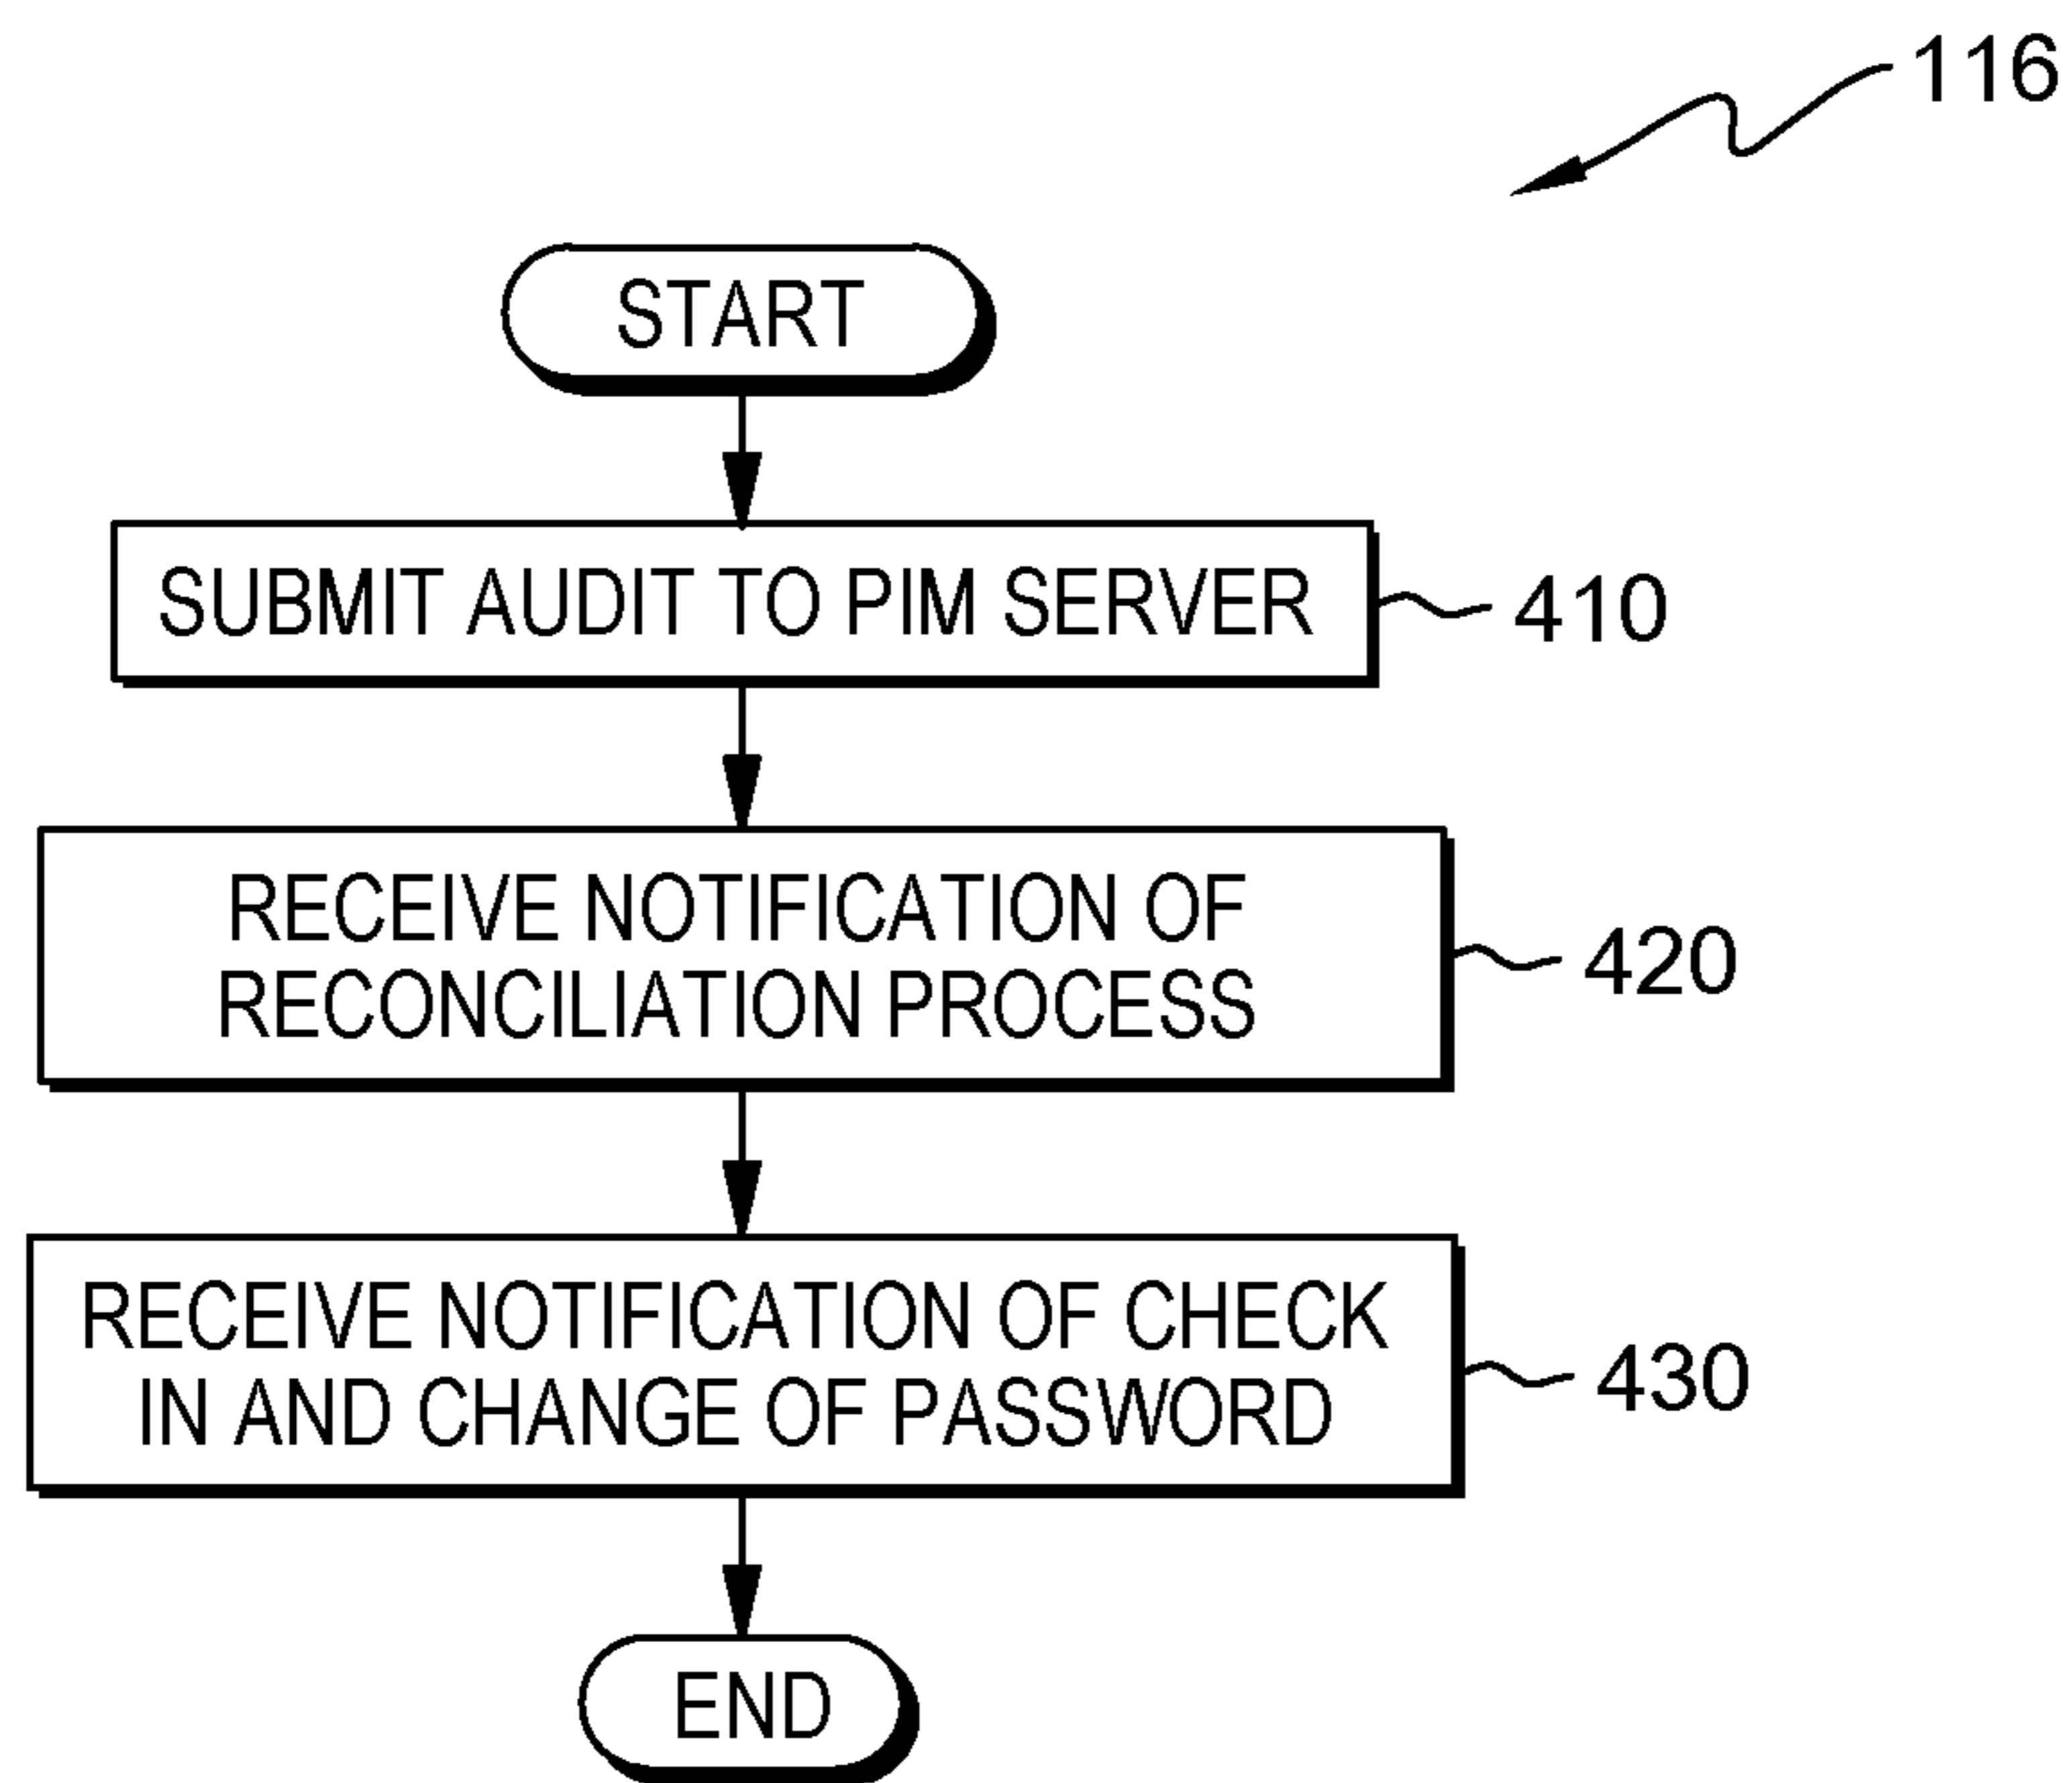 116
START
SUBMIT AUDIT TO PIM SERVER
410
RECEIVE NOTIFICATION OF
RECONCILIATION PROCESS
420
RECEIVE NOTIFICATION OF CHECK
IN AND CHANGE OF PASSWORD
430
END